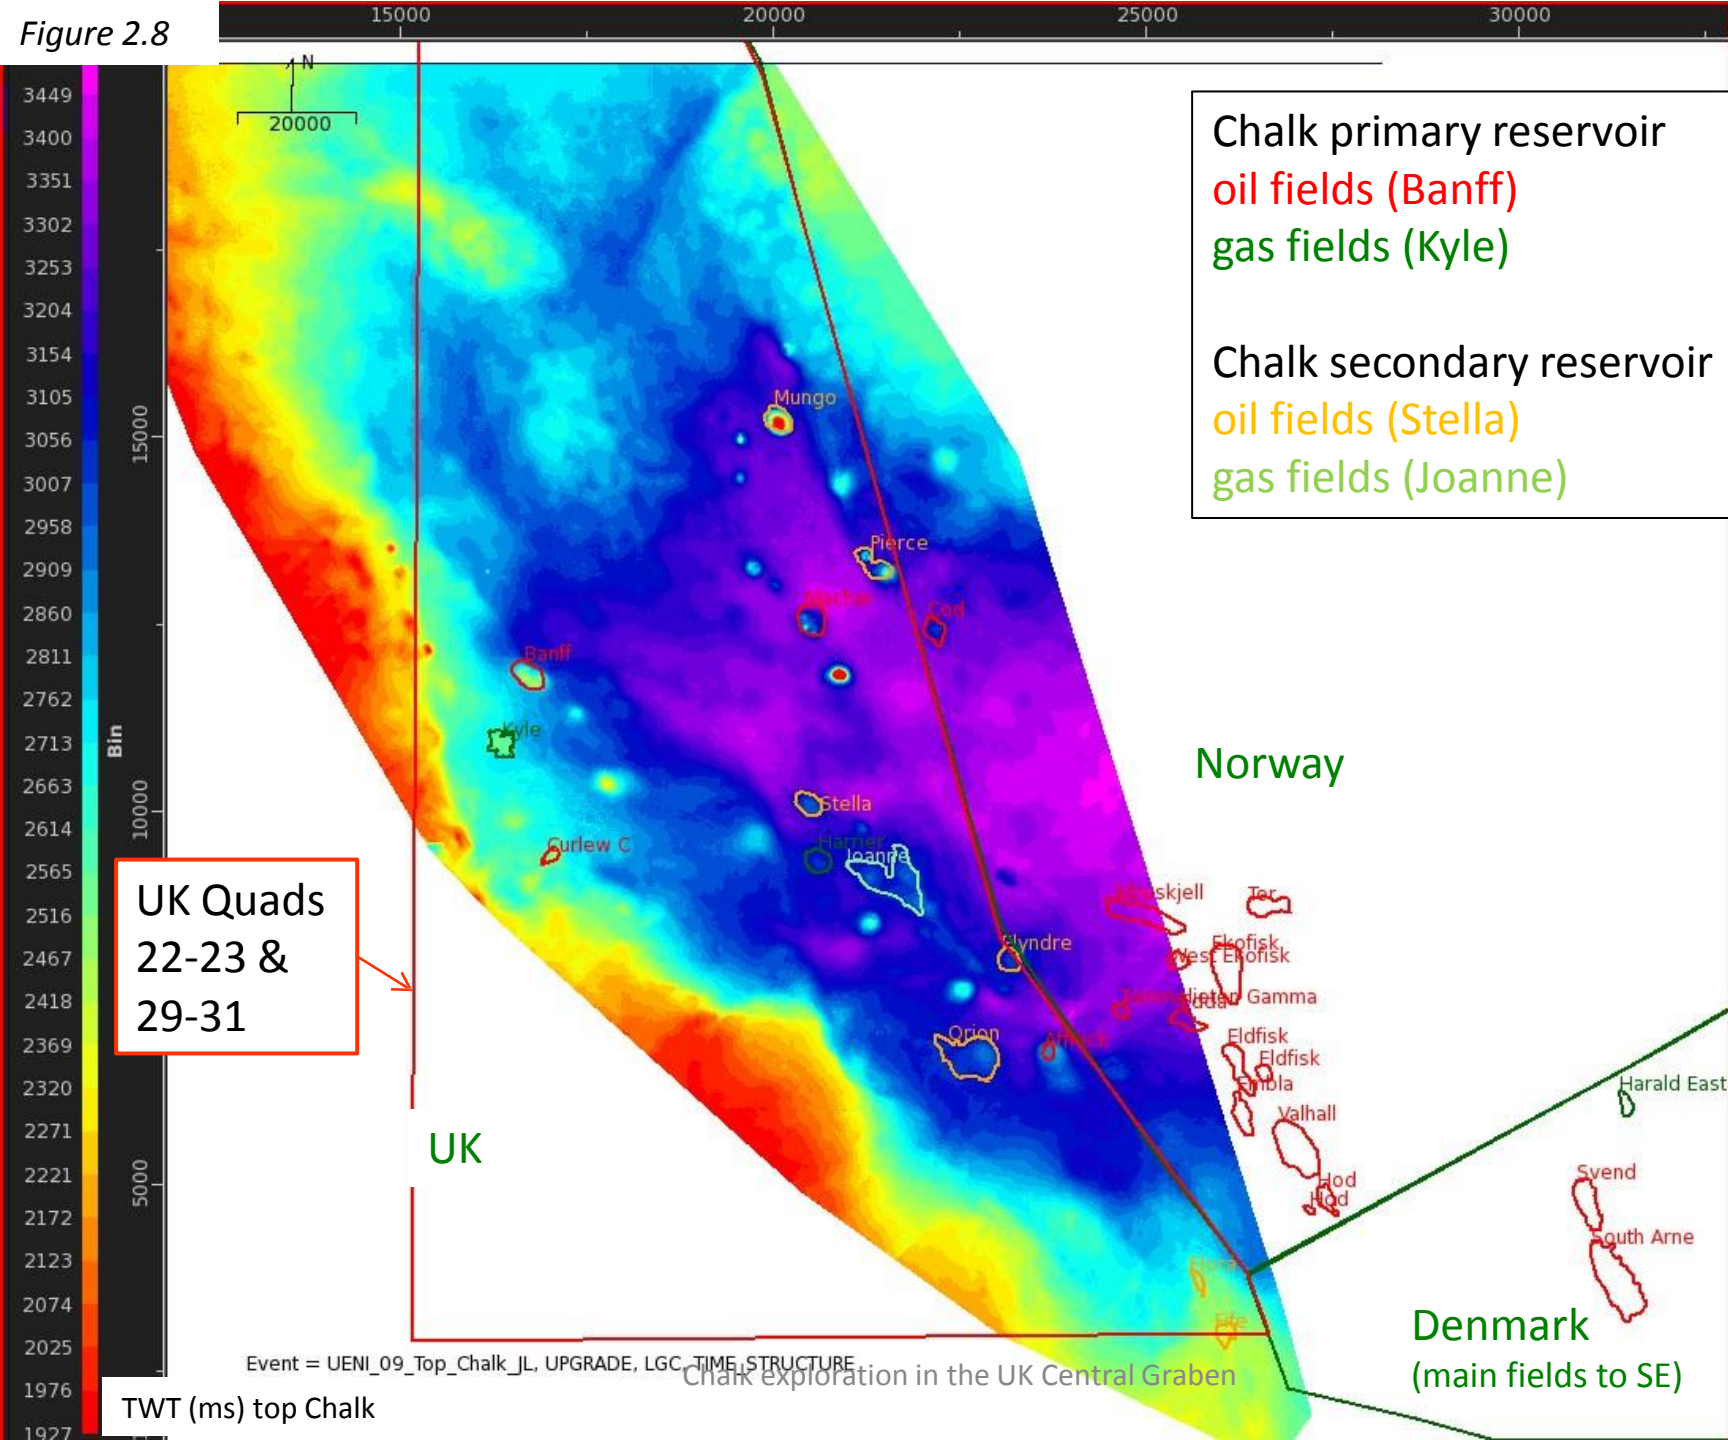 Figure 2.8
15000
20000
25000
30000
N
20000
3449
3400
3351
3302
3253
3204
3154
3105
3056
3007
2958
2909
2860
2811
2762
2713
2663
2614
2565
2516
2467
2418
2369
2320
2271
2221
2172
2123
2074
2025
1976
1927
Bin
15000
10000
5000
Chalk primary reservoir
oil fields (Banff)
gas fields (Kyle)
Chalk secondary reservoir
oil fields (Stella)
gas fields (Joanne)
Mungo
Pierce
Cod
Banff
Kyle
Norway
Stella
Harrier
Joanne
Curlew C
UK Quads
22-23 &
29-31
Tor
Ekofisk
West Ekofisk
Flyndre
Gamma
Orion
Eldfisk
Eldfisk
Embla
Harald East
Valhall
UK
Svend
Hod
Hod
South Arne
Fife
Denmark
(main fields to SE)
Event = UENI_09_Top_Chalk_JL, UPGRADE, LGC, TIME_STRUCTURE
Chalk exploration in the UK Central Graben
TWT (ms) top Chalk